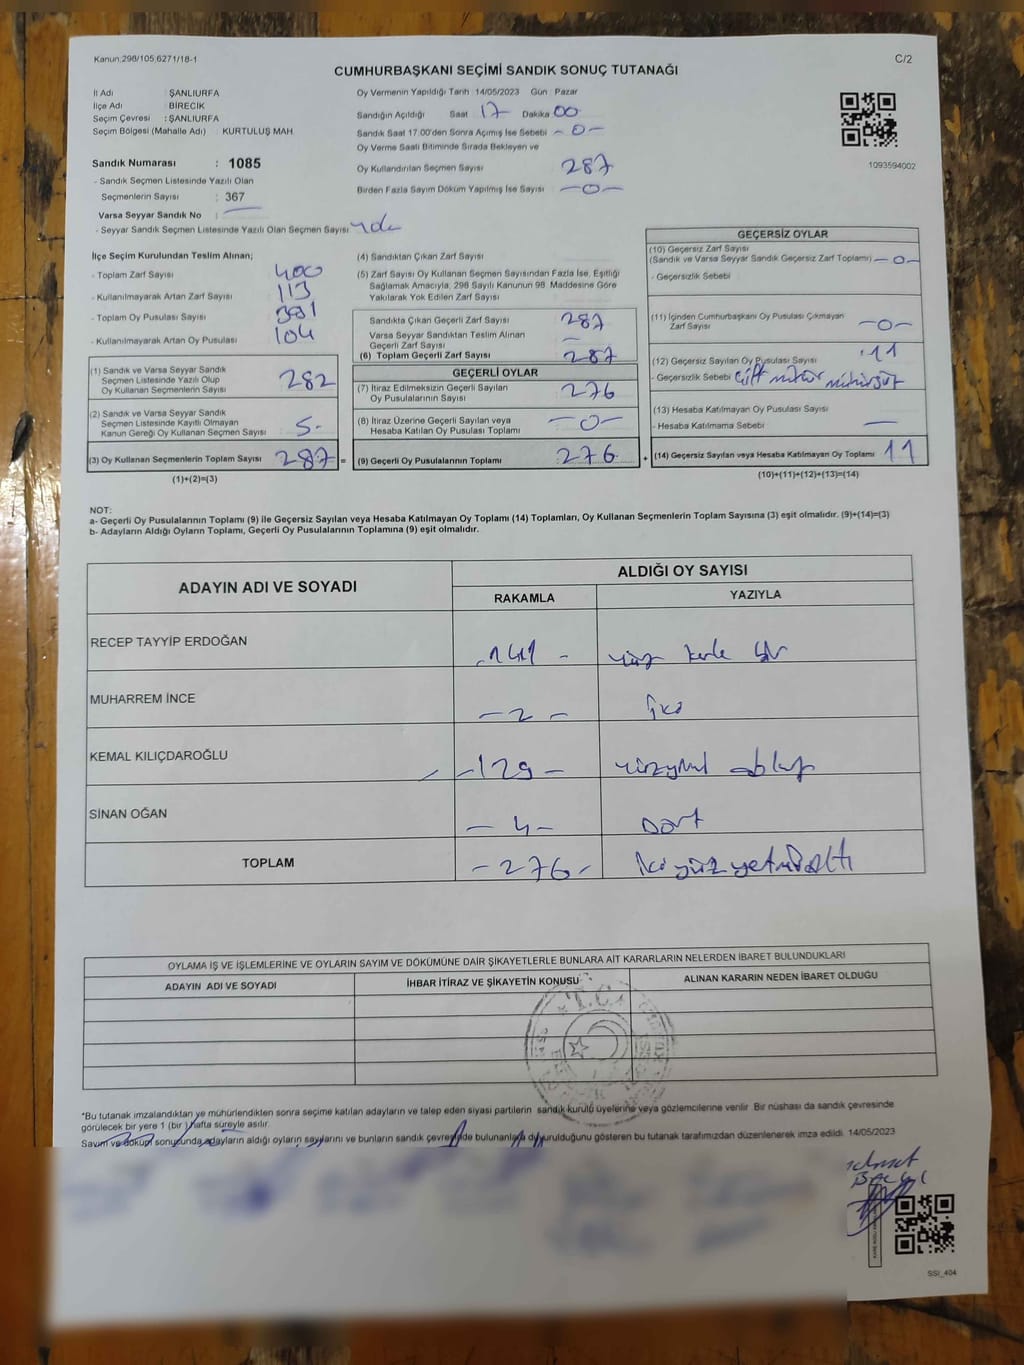 Kanun:298/105,6271/18-1
C/2
CUMHURBAŞKANI SEÇİMİ SANDIK SONUÇ TUTANAĞI
İl Adı : ŞANLIURFA
İlçe Adı : BİRECİK
Seçim Çevresi : ŞANLIURFA
Seçim Bölgesi (Mahalle Adı) : KURTULUŞ MAH.
Sandık Numarası : 1085
- Sandık Seçmen Listesinde Yazılı Olan
Seçmenlerin Sayısı : 367
Varsa Seyyar Sandık No :
- Seyyar Sandık Seçmen Listesinde Yazılı Olan Seçmen Sayısı:
Oy Vermenin Yapıldığı Tarih 14/05/2023 Gün Pazar
Sandığın Açıldığı Saat 17 Dakika 00
Sandık Saat 17.00'den Sonra Açımış İse Sebebi -0-
Oy Verme Saati Bitiminde Sırada Bekleyen ve
Oy Kullandırılan Seçmen Sayısı 287
Birden Fazla Sayım Döküm Yapılmış İse Sayısı -0-
1093594002
İlçe Seçim Kurulundan Teslim Alınan;
- Toplam Zarf Sayısı 400
- Kullanılmayarak Artan Zarf Sayısı 113
- Toplam Oy Pusulası Sayısı 391
- Kullanılmayarak Artan Oy Pusulası 104
(1) Sandık ve Varsa Seyyar Sandık
Seçmen Listesinde Yazılı Olup
Oy Kullanan Seçmenlerin Sayısı 282
(2) Sandık ve Varsa Seyyar Sandık
Seçmen Listesinde Kayıtlı Olmayan
Kanun Gereği Oy Kullanan Seçmen Sayısı 5-
(3) Oy Kullanan Seçmenlerin Toplam Sayısı 287 =
(1)+(2)=(3)
(4) Sandıktan Çıkan Zarf Sayısı
(5) Zarf Sayısı Oy Kullanan Seçmen Sayısından Fazla İse, Eşitliği
Sağlamak Amacıyla, 298 Sayılı Kanunun 98. Maddesine Göre
Yakılarak Yok Edilen Zarf Sayısı
Sandıkta Çıkan Geçerli Zarf Sayısı 287
Varsa Seyyar Sandıktan Teslim Alınan
Geçerli Zarf Sayısı -
(6) Toplam Geçerli Zarf Sayısı 287
GEÇERLİ OYLAR
(7) İtiraz Edilmeksizin Geçerli Sayılan
Oy Pusulalarının Sayısı 276
(8) İtiraz Üzerine Geçerli Sayılan veya
Hesaba Katılan Oy Pusulası Toplamı -0-
(9) Geçerli Oy Pusulalarının Toplamı 276 +
GEÇERSİZ OYLAR
(10) Geçersiz Zarf Sayısı
(Sandık ve Varsa Seyyar Sandık Geçersiz Zarf Toplamı) -0-
- Geçersizlik Sebebi
(11) İçinden Cumhurbaşkanı Oy Pusulası Çıkmayan
Zarf Sayısı -0-
(12) Geçersiz Sayılan Oy Pusulası Sayısı 11
- Geçersizlik Sebebi çift mühür mühürsüz
(13) Hesaba Katılmayan Oy Pusulası Sayısı
- Hesaba Katılmama Sebebi -
(14) Geçersiz Sayılan veya Hesaba Katılmayan Oy Toplamı 11
(10)+(11)+(12)+(13)=(14)
NOT:
a- Geçerli Oy Pusulalarının Toplamı (9) ile Geçersiz Sayılan veya Hesaba Katılmayan Oy Toplamı (14) Toplamları, Oy Kullanan Seçmenlerin Toplam Sayısına (3) eşit olmalıdır. (9)+(14)=(3)
b- Adayların Aldığı Oyların Toplamı, Geçerli Oy Pusulalarının Toplamına (9) eşit olmalıdır.
ADAYIN ADI VE SOYADI
ALDIĞI OY SAYISI
RAKAMLA YAZIYLA
RECEP TAYYİP ERDOĞAN 141 - yüz kırk bir
MUHARREM İNCE -2- iki
KEMAL KILIÇDAROĞLU -129-
SİNAN OĞAN -4- Dört
TOPLAM -276- İki yüz yetmiş altı
OYLAMA İŞ VE İŞLEMLERİNE VE OYLARIN SAYIM VE DÖKÜMÜNE DAİR ŞİKAYETLERLE BUNLARA AİT KARARLARIN NELERDEN İBARET BULUNDUKLARI
ADAYIN ADI VE SOYADI İHBAR İTİRAZ VE ŞİKAYETİN KONUSU ALINAN KARARIN NEDEN İBARET OLDUĞU
T.C.
*Bu tutanak imzalandıktan ve mühürlendikten sonra seçime katılan adayların ve talep eden siyasi partilerin sandık kurulu üyelerine veya gözlemcilerine verilir. Bir nüshası da sandık çevresinde
görülecek bir yere 1 (bir) hafta süreyle asılır.
Sayım ve döküm sonucunda adayların aldığı oyların sayılarını ve bunların sandık çevresinde bulunanlara duyurulduğunu gösteren bu tutanak tarafımızdan düzenlenerek imza edildi. 14/05/2023
SSI_404